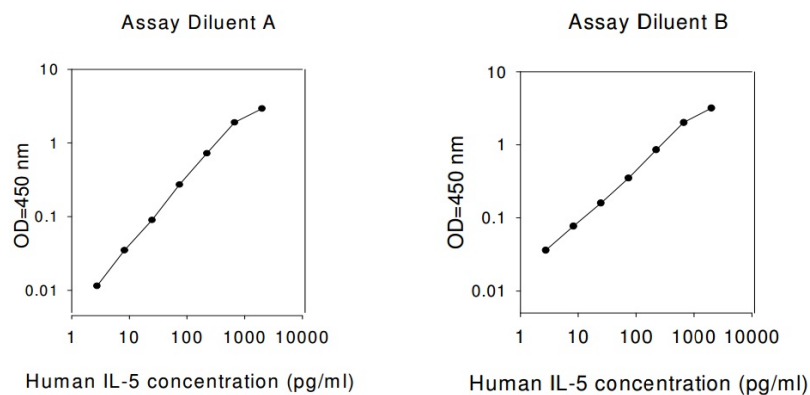 Assay Diluent A
10
1
0.1
0.01
OD=450 nm
1 10 100 1000 10000
Human IL-5 concentration (pg/ml)
Assay Diluent B
10
1
0.1
0.01
OD=450 nm
1 10 100 1000 10000
Human IL-5 concentration (pg/ml)